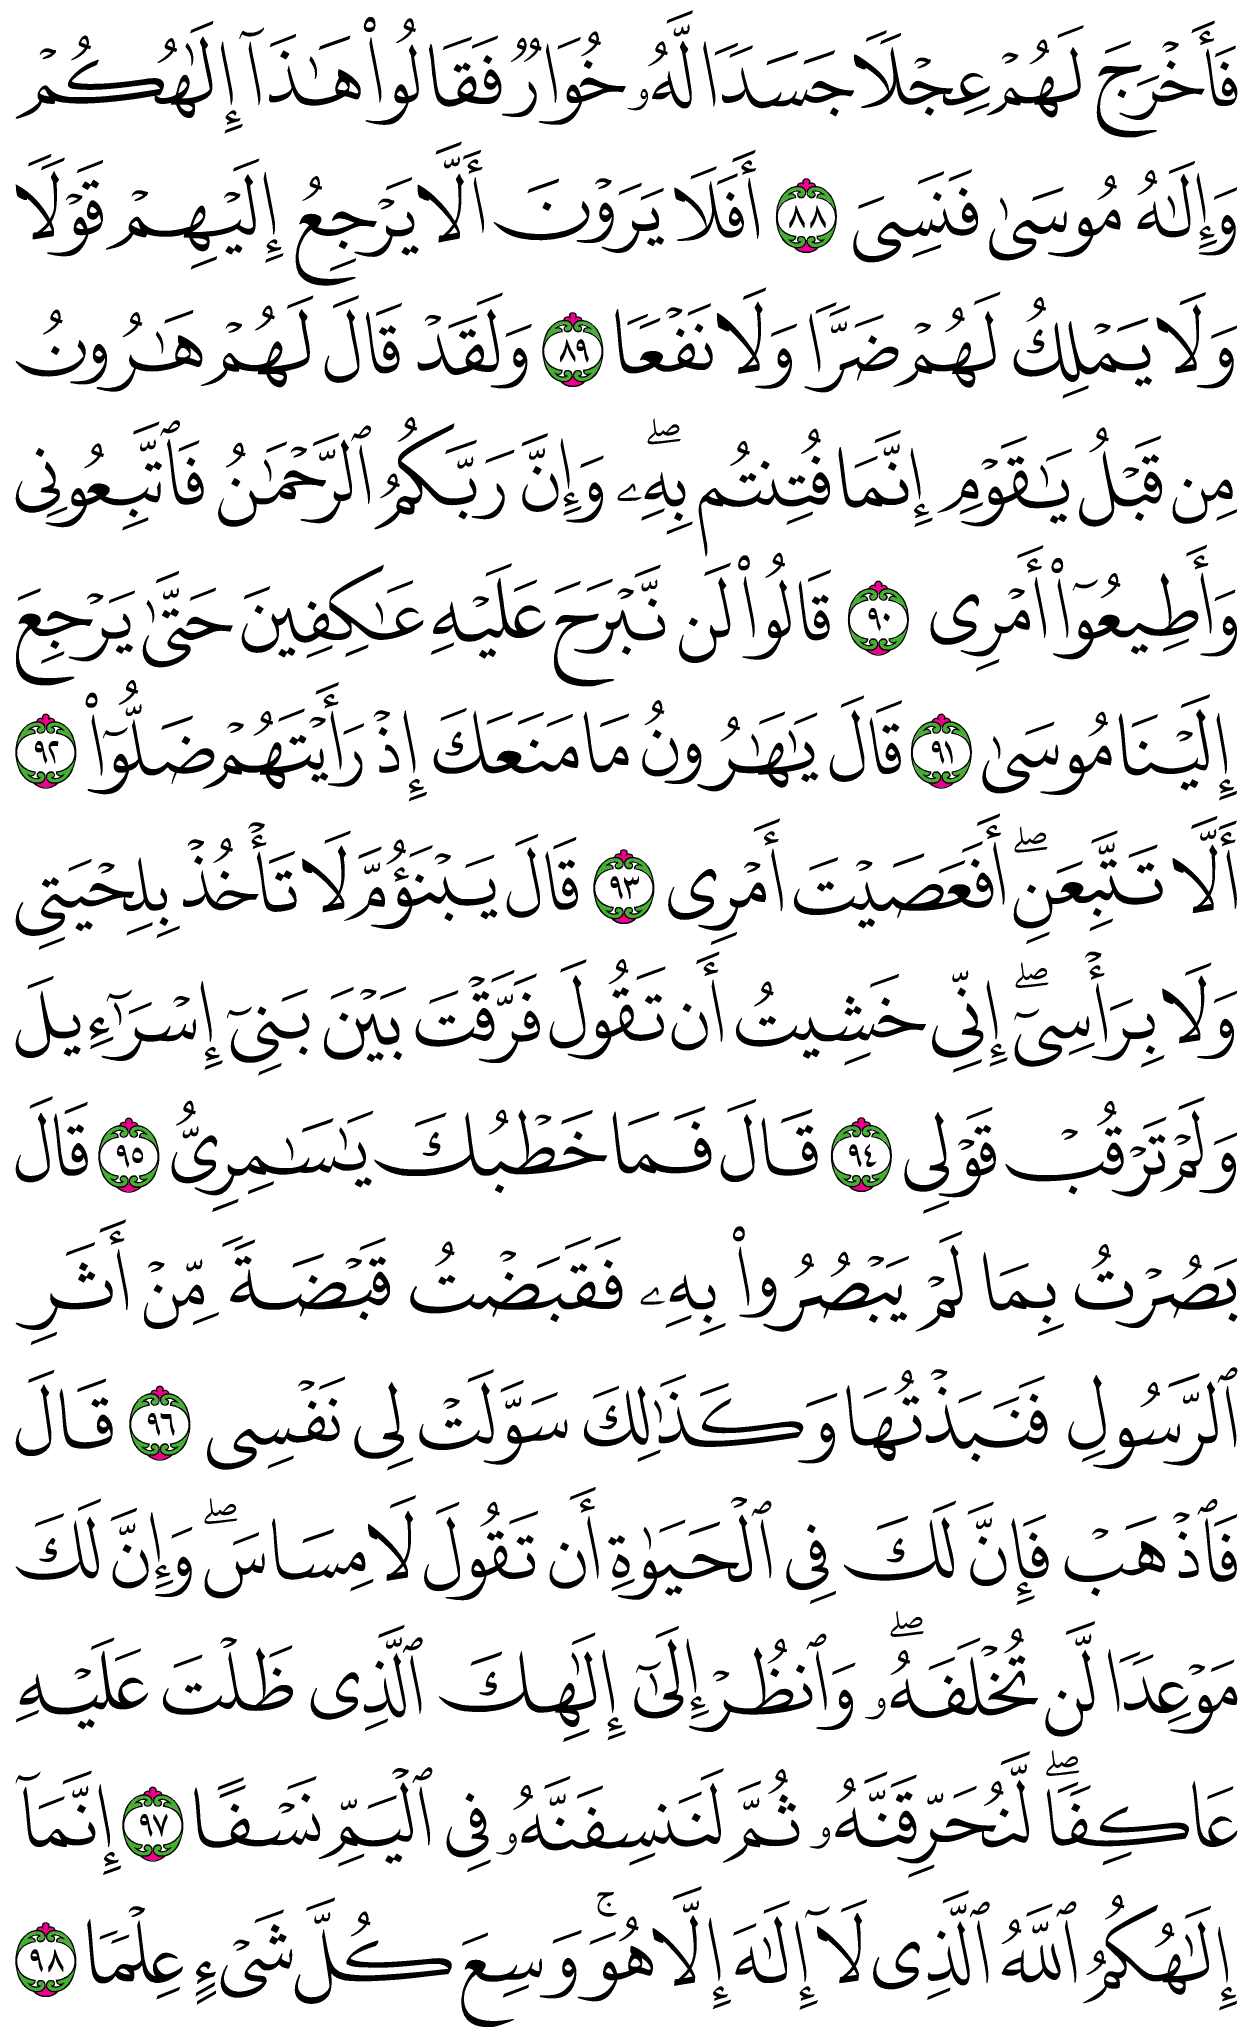 فَأَخۡرَجَ لَهُمۡ عِجۡلًا جَسَدًا لَّهُۥ خُوَارٌ فَقَالُواْ هَٰذَآ إِلَٰهُكُمۡ
وَإِلَٰهُ مُوسَىٰ فَنَسِىَ ٨٨ أَفَلَا يَرَوۡنَ أَلَّا يَرۡجِعُ إِلَيۡهِمۡ قَوۡلًا
وَلَا يَمۡلِكُ لَهُمۡ ضَرًّا وَلَا نَفۡعًا ٨٩ وَلَقَدۡ قَالَ لَهُمۡ هَٰرُونُ
مِن قَبۡلُ يَٰقَوۡمِ إِنَّمَا فُتِنتُم بِهِۦۖ وَإِنَّ رَبَّكُمُ ٱلرَّحۡمَٰنُ فَٱتَّبِعُونِى
وَأَطِيعُوٓاْ أَمۡرِى ٩٠ قَالُواْ لَن نَّبۡرَحَ عَلَيۡهِ عَٰكِفِينَ حَتَّىٰ يَرۡجِعَ
إِلَيۡنَا مُوسَىٰ ٩١ قَالَ يَٰهَٰرُونُ مَا مَنَعَكَ إِذۡ رَأَيۡتَهُمۡ ضَلُّوٓاْ ٩٢
أَلَّا تَتَّبِعَنِۖ أَفَعَصَيۡتَ أَمۡرِى ٩٣ قَالَ يَبۡنَؤُمَّ لَا تَأۡخُذۡ بِلِحۡيَتِى
وَلَا بِرَأۡسِىٓۖ إِنِّى خَشِيتُ أَن تَقُولَ فَرَّقۡتَ بَيۡنَ بَنِىٓ إِسۡرَٰٓءِيلَ
وَلَمۡ تَرۡقُبۡ قَوۡلِى ٩٤ قَالَ فَمَا خَطۡبُكَ يَٰسَٰمِرِىُّ ٩٥ قَالَ
بَصُرۡتُ بِمَا لَمۡ يَبۡصُرُواْ بِهِۦ فَقَبَضۡتُ قَبۡضَةً مِّنۡ أَثَرِ
ٱلرَّسُولِ فَنَبَذۡتُهَا وَكَذَٰلِكَ سَوَّلَتۡ لِى نَفۡسِى ٩٦ قَالَ
فَٱذۡهَبۡ فَإِنَّ لَكَ فِى ٱلۡحَيَوٰةِ أَن تَقُولَ لَا مِسَاسَۖ وَإِنَّ لَكَ
مَوۡعِدًا لَّن تُخۡلَفَهُۥۖ وَٱنظُرۡ إِلَىٰٓ إِلَٰهِكَ ٱلَّذِى ظَلۡتَ عَلَيۡهِ
عَاكِفًاۖ لَّنُحَرِّقَنَّهُۥ ثُمَّ لَنَنسِفَنَّهُۥ فِى ٱلۡيَمِّ نَسۡفًا ٩٧ إِنَّمَآ
إِلَٰهُكُمُ ٱللَّهُ ٱلَّذِى لَآ إِلَٰهَ إِلَّا هُوَۚ وَسِعَ كُلَّ شَىۡءٍ عِلۡمًا ٩٨